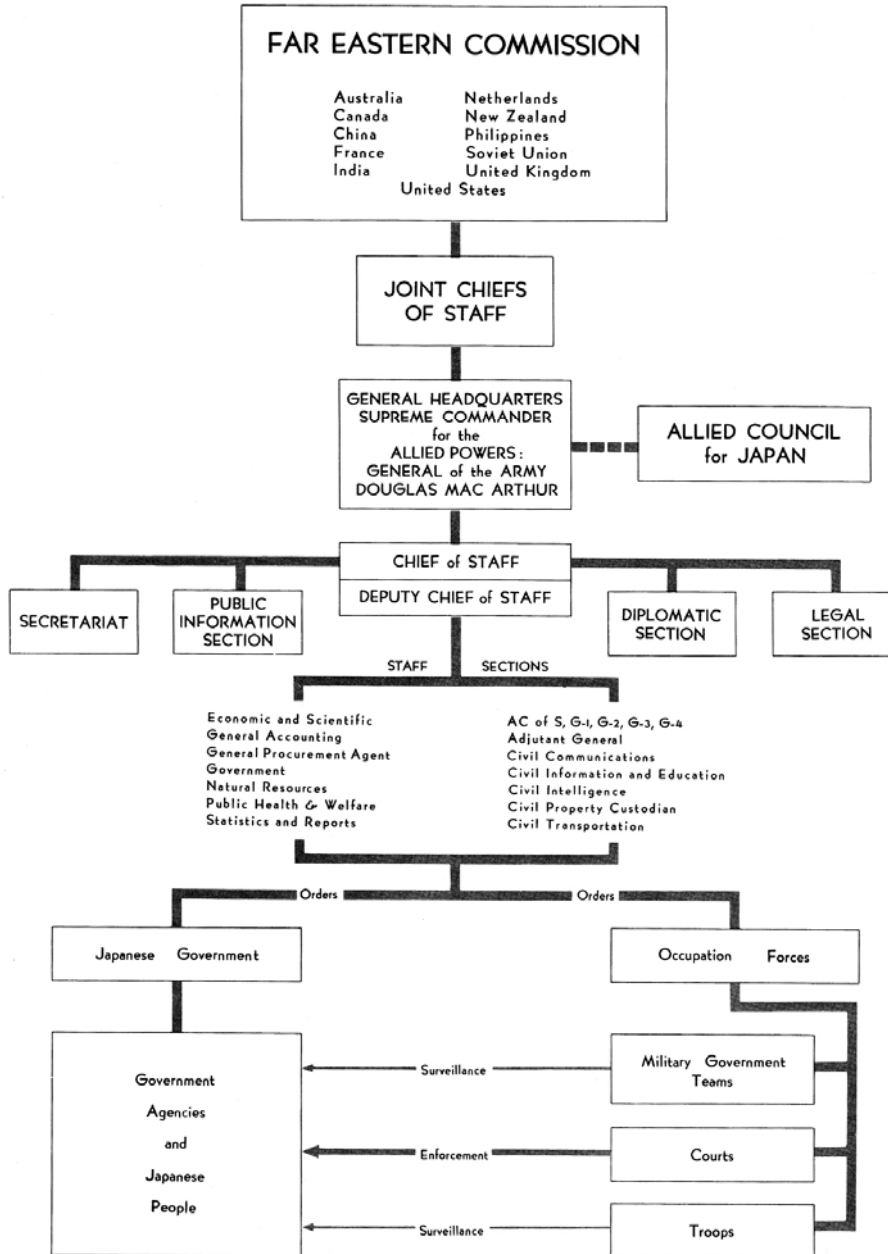 FAR EASTERN COMMISSION
Australia
Canada
China
France
India
Netherlands
New Zealand
Philippines
Soviet Union
United Kingdom
United States
JOINT CHIEFS
OF STAFF
GENERAL HEADQUARTERS
SUPREME COMMANDER
for the
ALLIED POWERS:
GENERAL of the ARMY
DOUGLAS MAC ARTHUR
ALLIED COUNCIL
for JAPAN
CHIEF of STAFF
DEPUTY CHIEF of STAFF
SECRETARIAT
PUBLIC
INFORMATION
SECTION
DIPLOMATIC
SECTION
LEGAL
SECTION
STAFF SECTIONS
Economic and Scientific
General Accounting
General Procurement Agent
Government
Natural Resources
Public Health & Welfare
Statistics and Reports
AC of S, G-1, G-2, G-3, G-4
Adjutant General
Civil Communications
Civil Information and Education
Civil Intelligence
Civil Property Custodian
Civil Transportation
Orders
Orders
Japanese Government
Occupation Forces
Government
Agencies
and
Japanese
People
Surveillance
Military Government
Teams
Enforcement
Courts
Surveillance
Troops